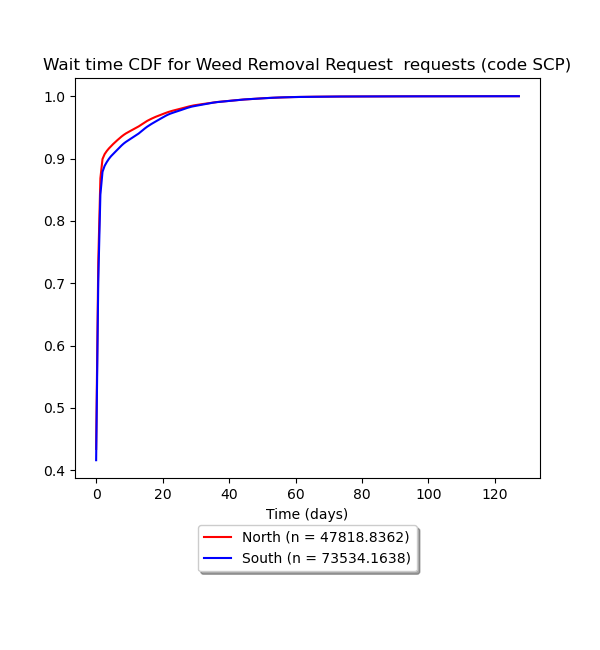 Wait time CDF for Weed Removal Request  requests (code SCP)
1.0
0.9
0.8
0.7
0.6
0.5
0.4
0 20 40 60 80 100 120
Time (days)
North (n = 47818.8362)
South (n = 73534.1638)